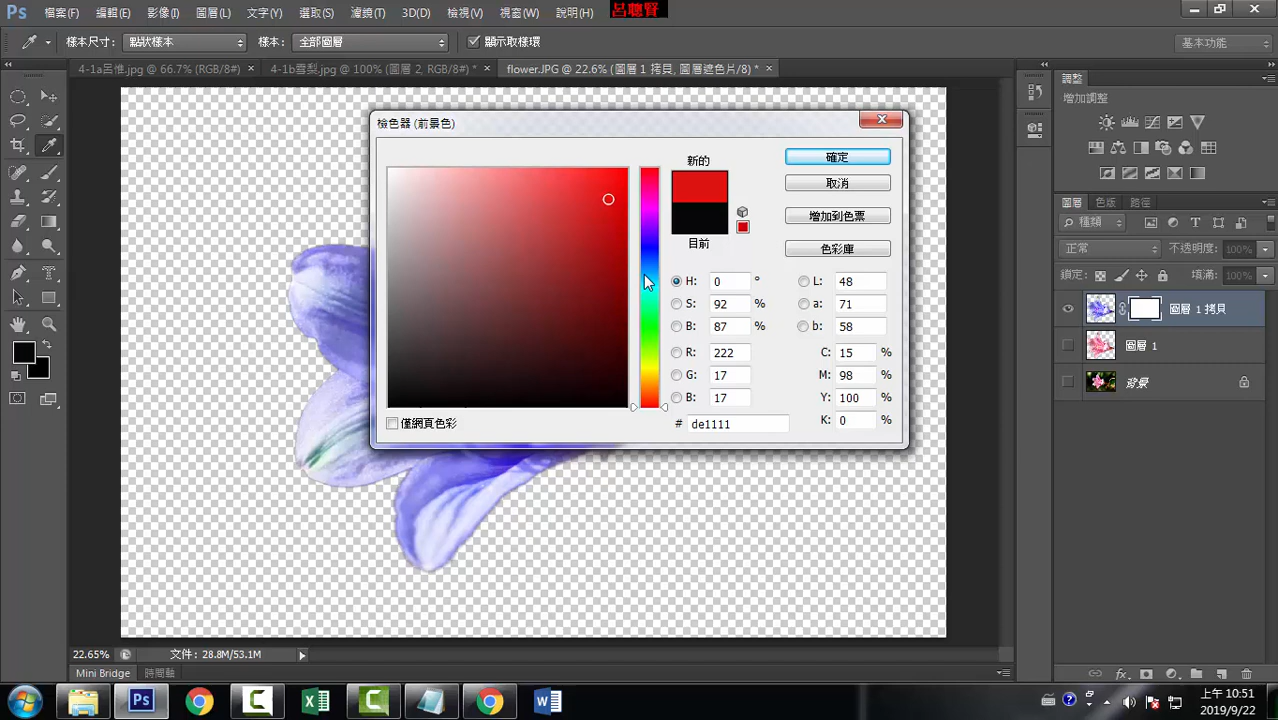 Ps 檔案(F) 編輯(E) 影像(I) 圖層(L) 文字(Y) 選取(S) 濾鏡(T) 3D(D) 檢視(V) 視窗(W) 說明(H) 呂聰賢
樣本尺寸: 點狀樣本 樣本: 全部圖層 顯示取樣環 基本功能
4-1a呂惟.jpg @ 66.7% (RGB/8#) 4-1b雪梨.jpg @ 100% (圖層 2, RGB/8#) * flower.JPG @ 22.6% (圖層 1 拷貝, 圖層遮色片/8) *
調整
增加調整
檢色器 (前景色)
新的
確定
取消
增加到色票
目前
色彩庫
H: 0 °
L: 48
S: 92 %
a: 71
B: 87 %
b: 58
R: 222
C: 15 %
G: 17
M: 98 %
B: 17
Y: 100 %
# de1111
K: 0 %
僅網頁色彩
圖層 色版 路徑
種類
正常 不透明度: 100%
鎖定: 填滿: 100%
圖層 1 拷貝
圖層 1
背景
22.65% 文件: 28.8M/53.1M
Mini Bridge 時間軸
上午 10:51
2019/9/22